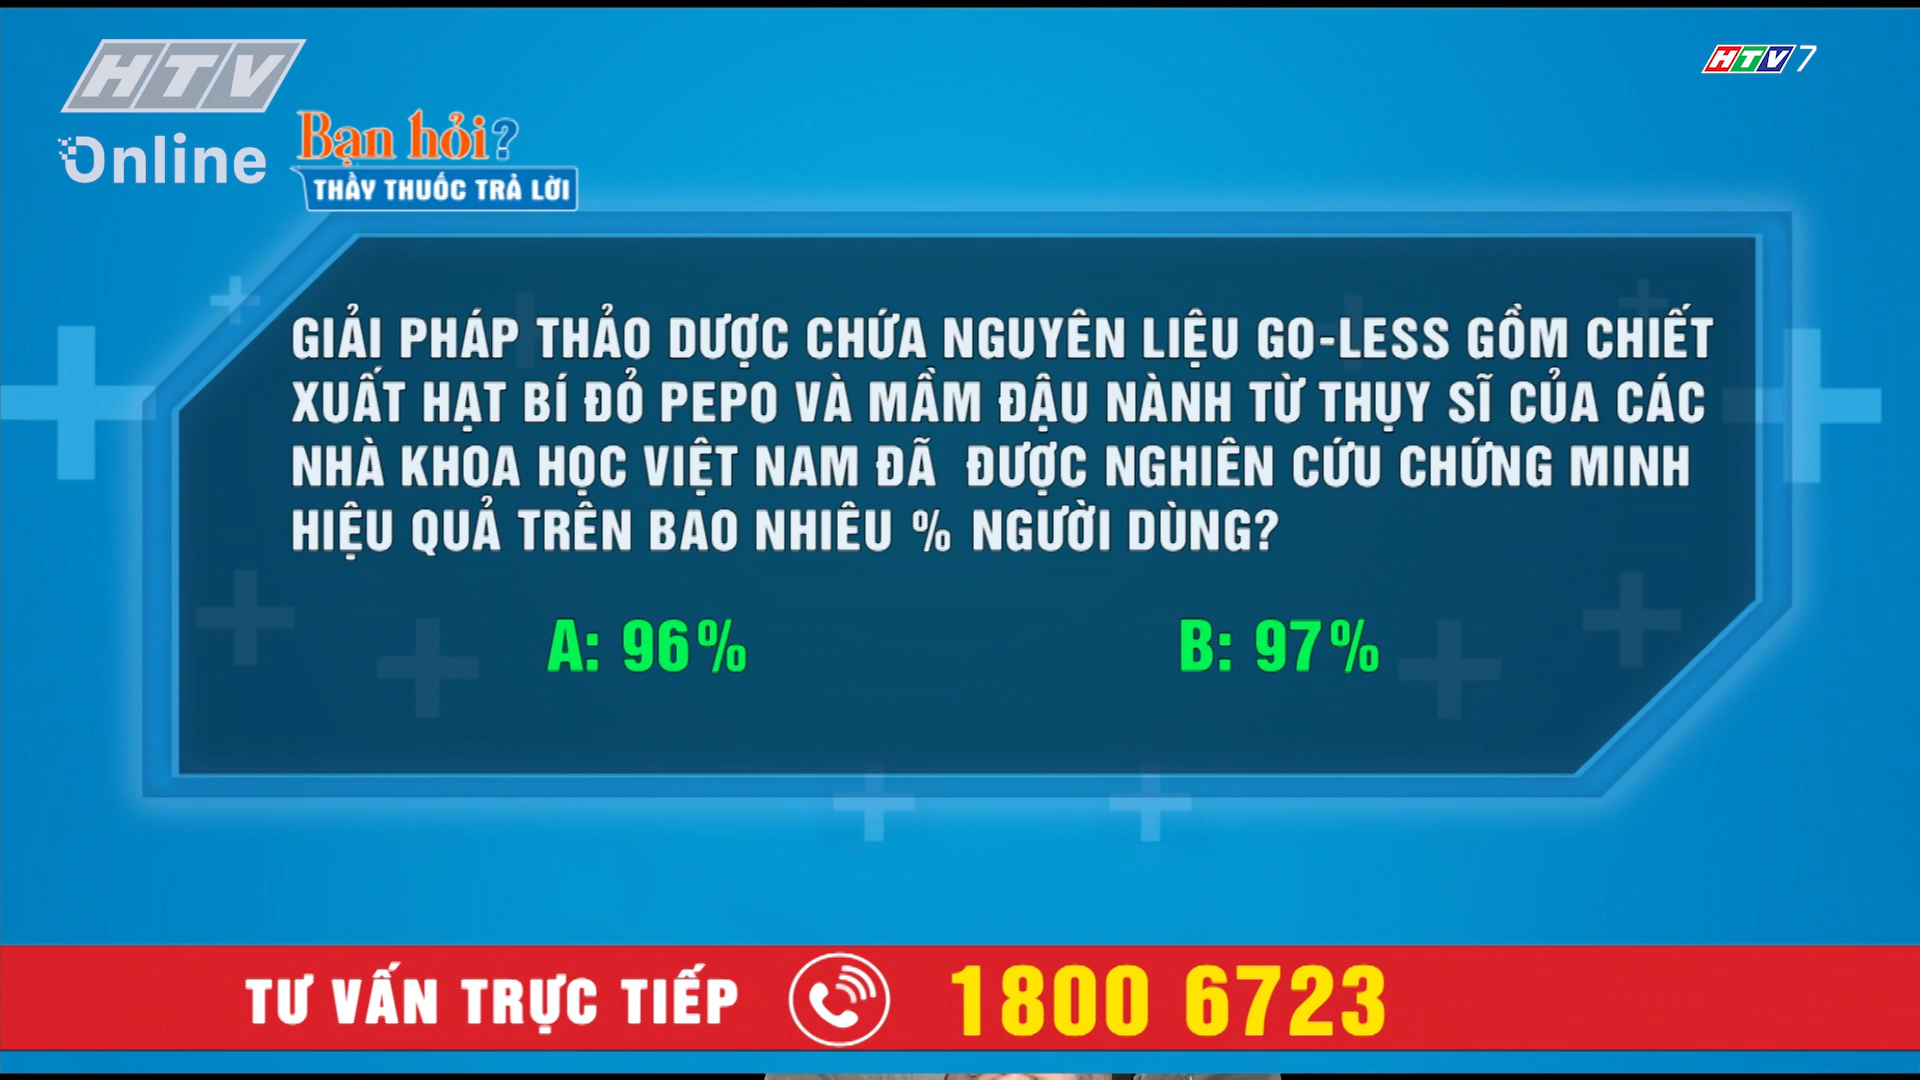 HTV
Online
HTV 7
Bạn hỏi?
THẦY THUỐC TRẢ LỜI
GIẢI PHÁP THẢO DƯỢC CHỨA NGUYÊN LIỆU GO-LESS GỒM CHIẾT
XUẤT HẠT BÍ ĐỎ PEPO VÀ MẦM ĐẬU NÀNH TỪ THỤY SĨ CỦA CÁC
NHÀ KHOA HỌC VIỆT NAM ĐÃ ĐƯỢC NGHIÊN CỨU CHỨNG MINH
HIỆU QUẢ TRÊN BAO NHIÊU % NGƯỜI DÙNG?
A: 96%
B: 97%
TƯ VẤN TRỰC TIẾP 1800 6723